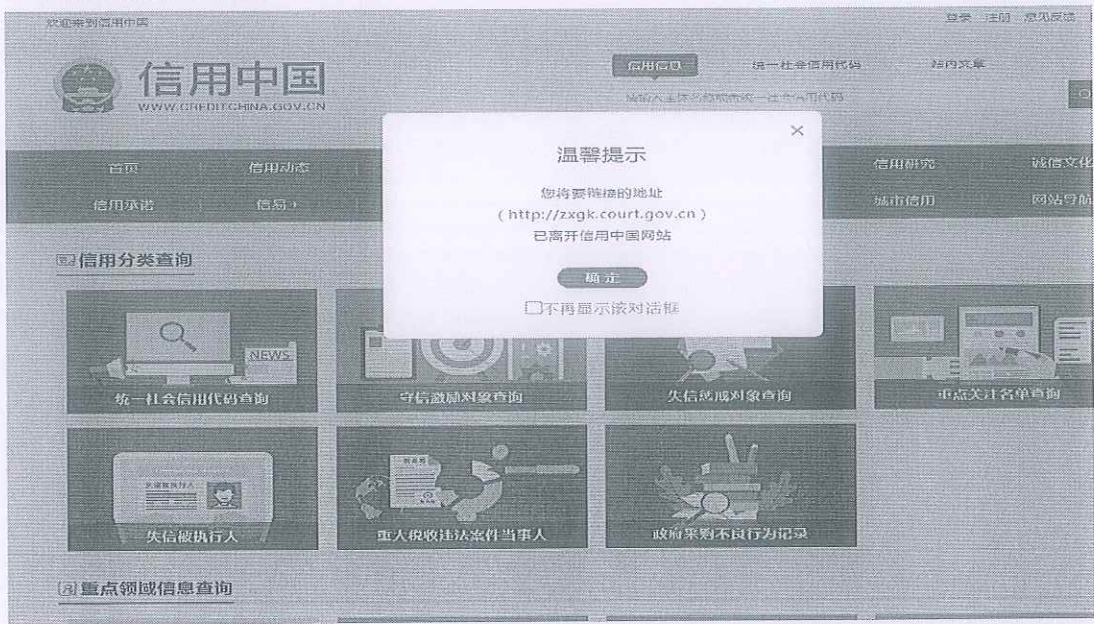 欢迎来到信用中国
登录 注册 意见反馈
信用信息 统一社会信用代码 站内文章
信用中国
WWW.CREDITCHINA.GOV.CN
温馨提示
您将要链接的地址
( http://zxgk.court.gov.cn )
已离开信用中国网站
确定
不再显示该对话框
首页 信用动态 信用研究 诚信文化
信用承诺 信易+ 城市信用 网站导航
信用分类查询
NEWS
统一社会信用代码查询 守信激励对象查询 失信惩戒对象查询 重点关注名单查询
失信被执行人
失信被执行人 重大税收违法案件当事人 政府采购不良行为记录
重点领域信息查询